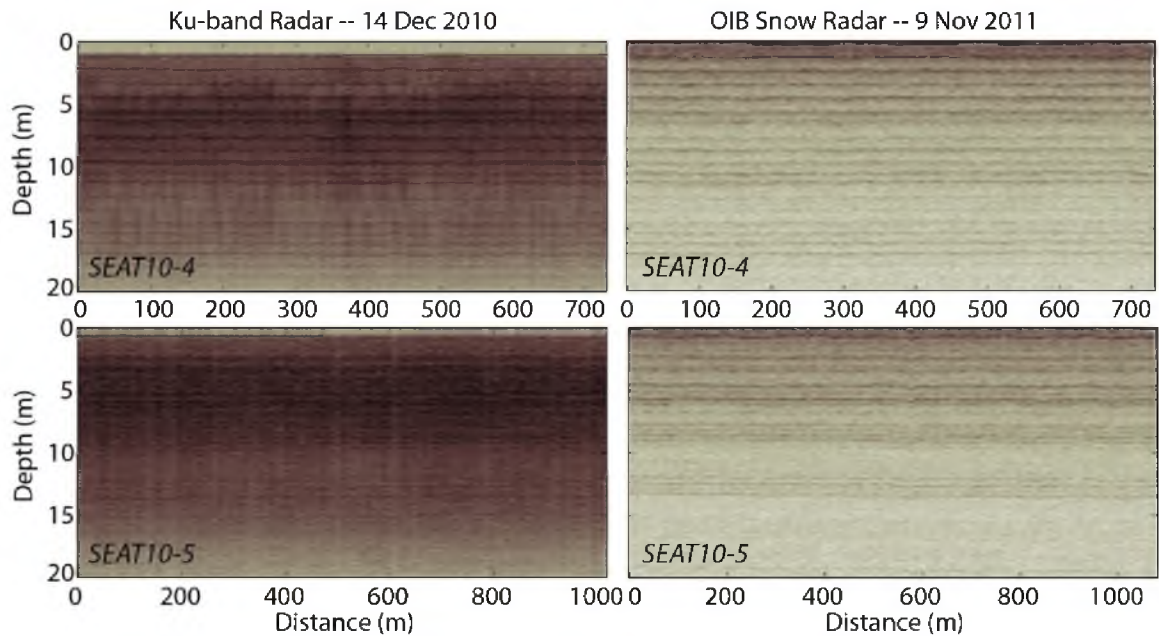 Ku-band Radar -- 14 Dec 2010
OIB Snow Radar -- 9 Nov 2011
Depth (m)
0
5
10
15
20
SEAT10-4
SEAT10-4
0 100 200 300 400 500 600 700
0 100 200 300 400 500 600 700
Depth (m)
0
5
10
15
20
SEAT10-5
SEAT10-5
0 200 400 600 800 1000
0 200 400 600 800 1000
Distance (m)
Distance (m)